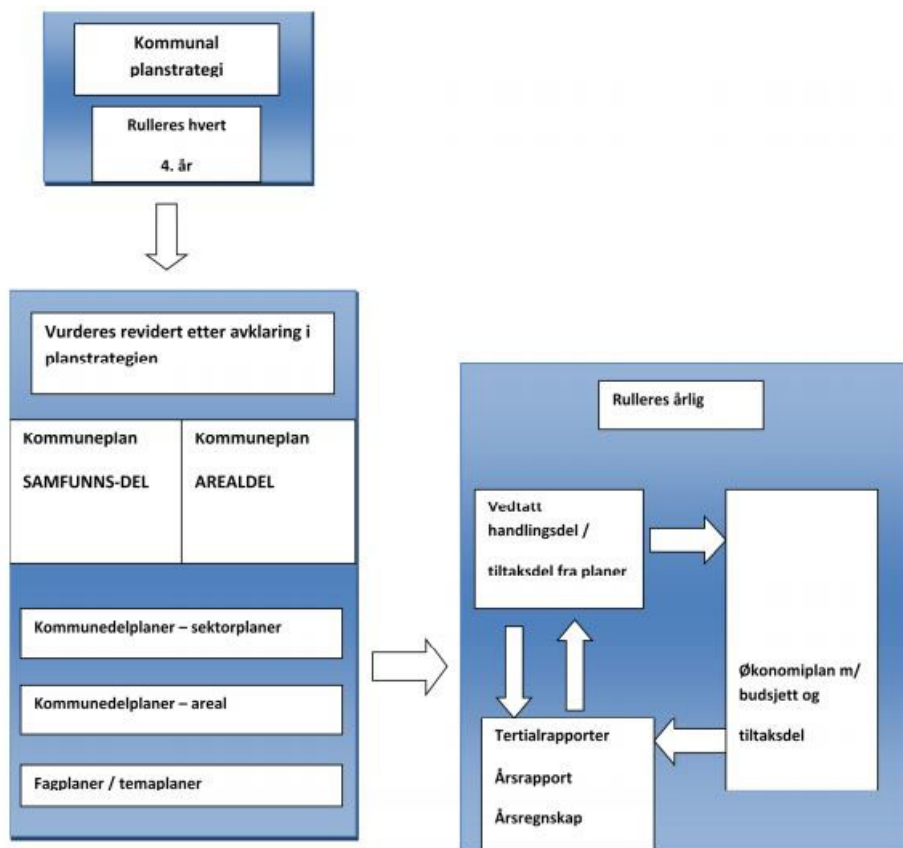 Kommunal
planstrategi
Rulleres hvert
4. år
Vurderes revidert etter avklaring i
planstrategien
Kommuneplan
SAMFUNNS-DEL
Kommuneplan
AREALDEL
Kommunedelplaner – sektorplaner
Kommunedelplaner – areal
Fagplaner / temaplaner
Rulleres årlig
Vedtatt
handlingsdel /
tiltaksdel fra planer
Økonomiplan m/
budsjett og
tiltaksdel
Tertialrapporter
Årsrapport
Årsregnskap